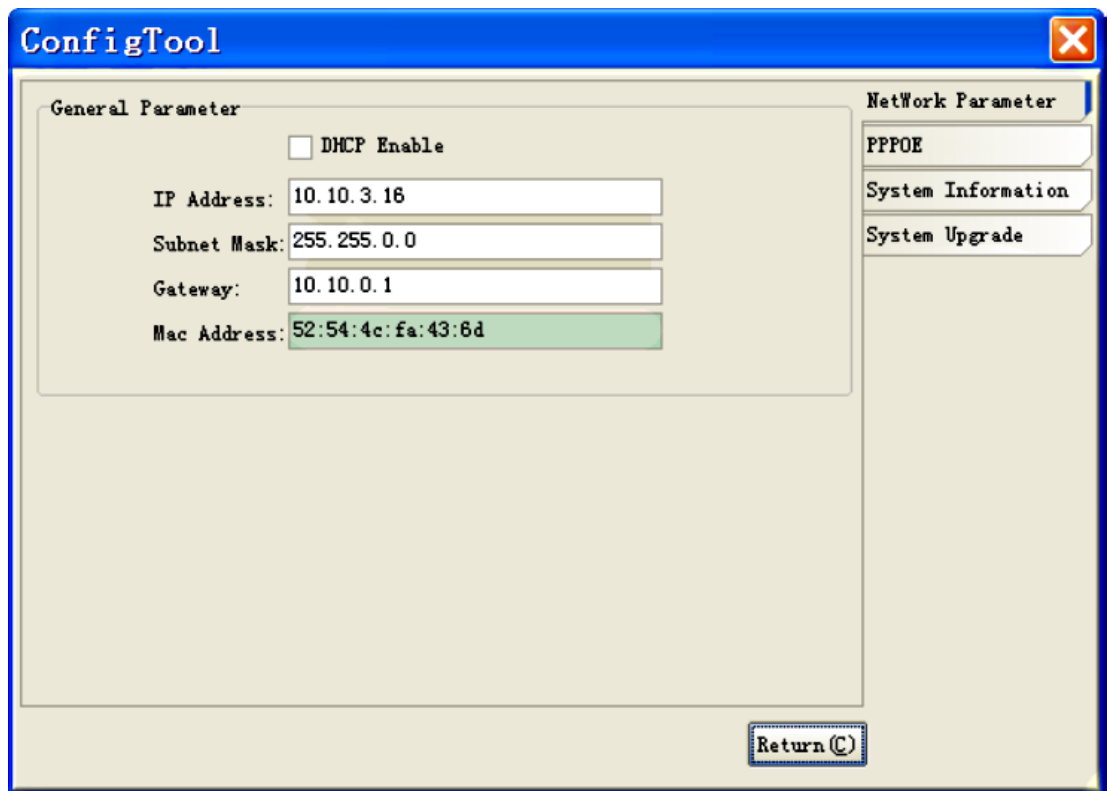 ConfigTool
General Parameter
DHCP Enable
IP Address: 10.10.3.16
Subnet Mask: 255.255.0.0
Gateway: 10.10.0.1
Mac Address: 52:54:4c:fa:43:6d
NetWork Parameter
PPPOE
System Information
System Upgrade
Return(C)